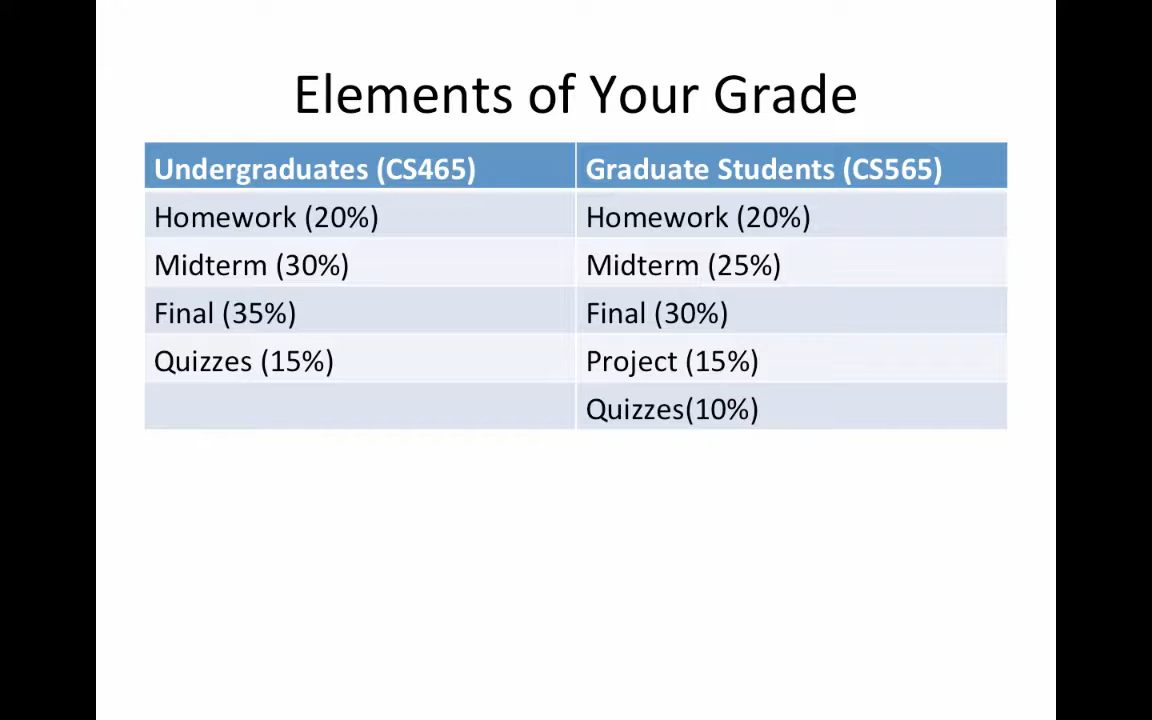 Elements of Your Grade
Undergraduates (CS465) Graduate Students (CS565)
Homework (20%) Homework (20%)
Midterm (30%) Midterm (25%)
Final (35%) Final (30%)
Quizzes (15%) Project (15%)
Quizzes(10%)